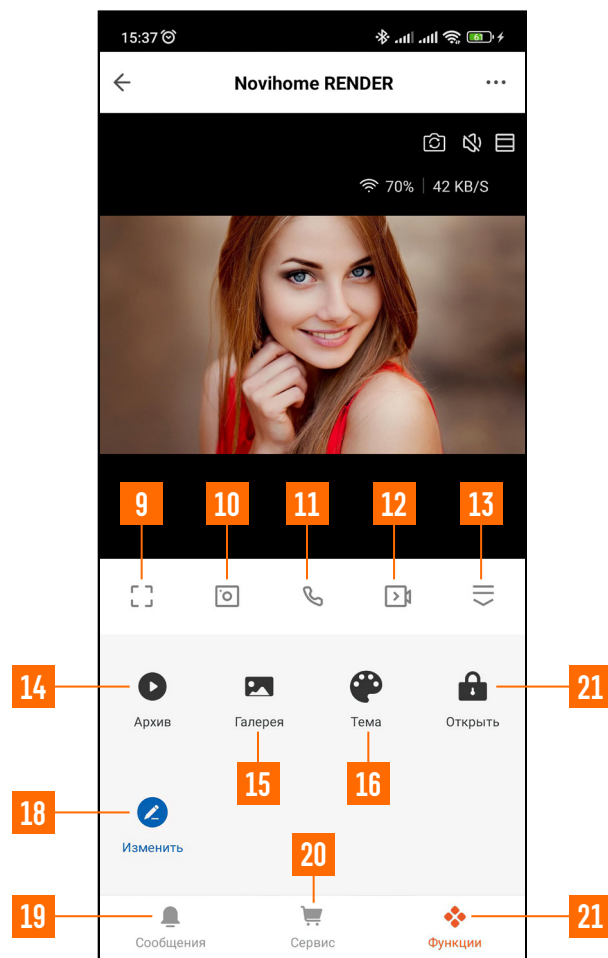 15:37 61
Novihome RENDER
70% | 42 KB/S
9 10 11 12 13
14 21
Архив Галерея Тема Открыть
15 16
18
Изменить
20
19 21
Сообщения Сервис Функции